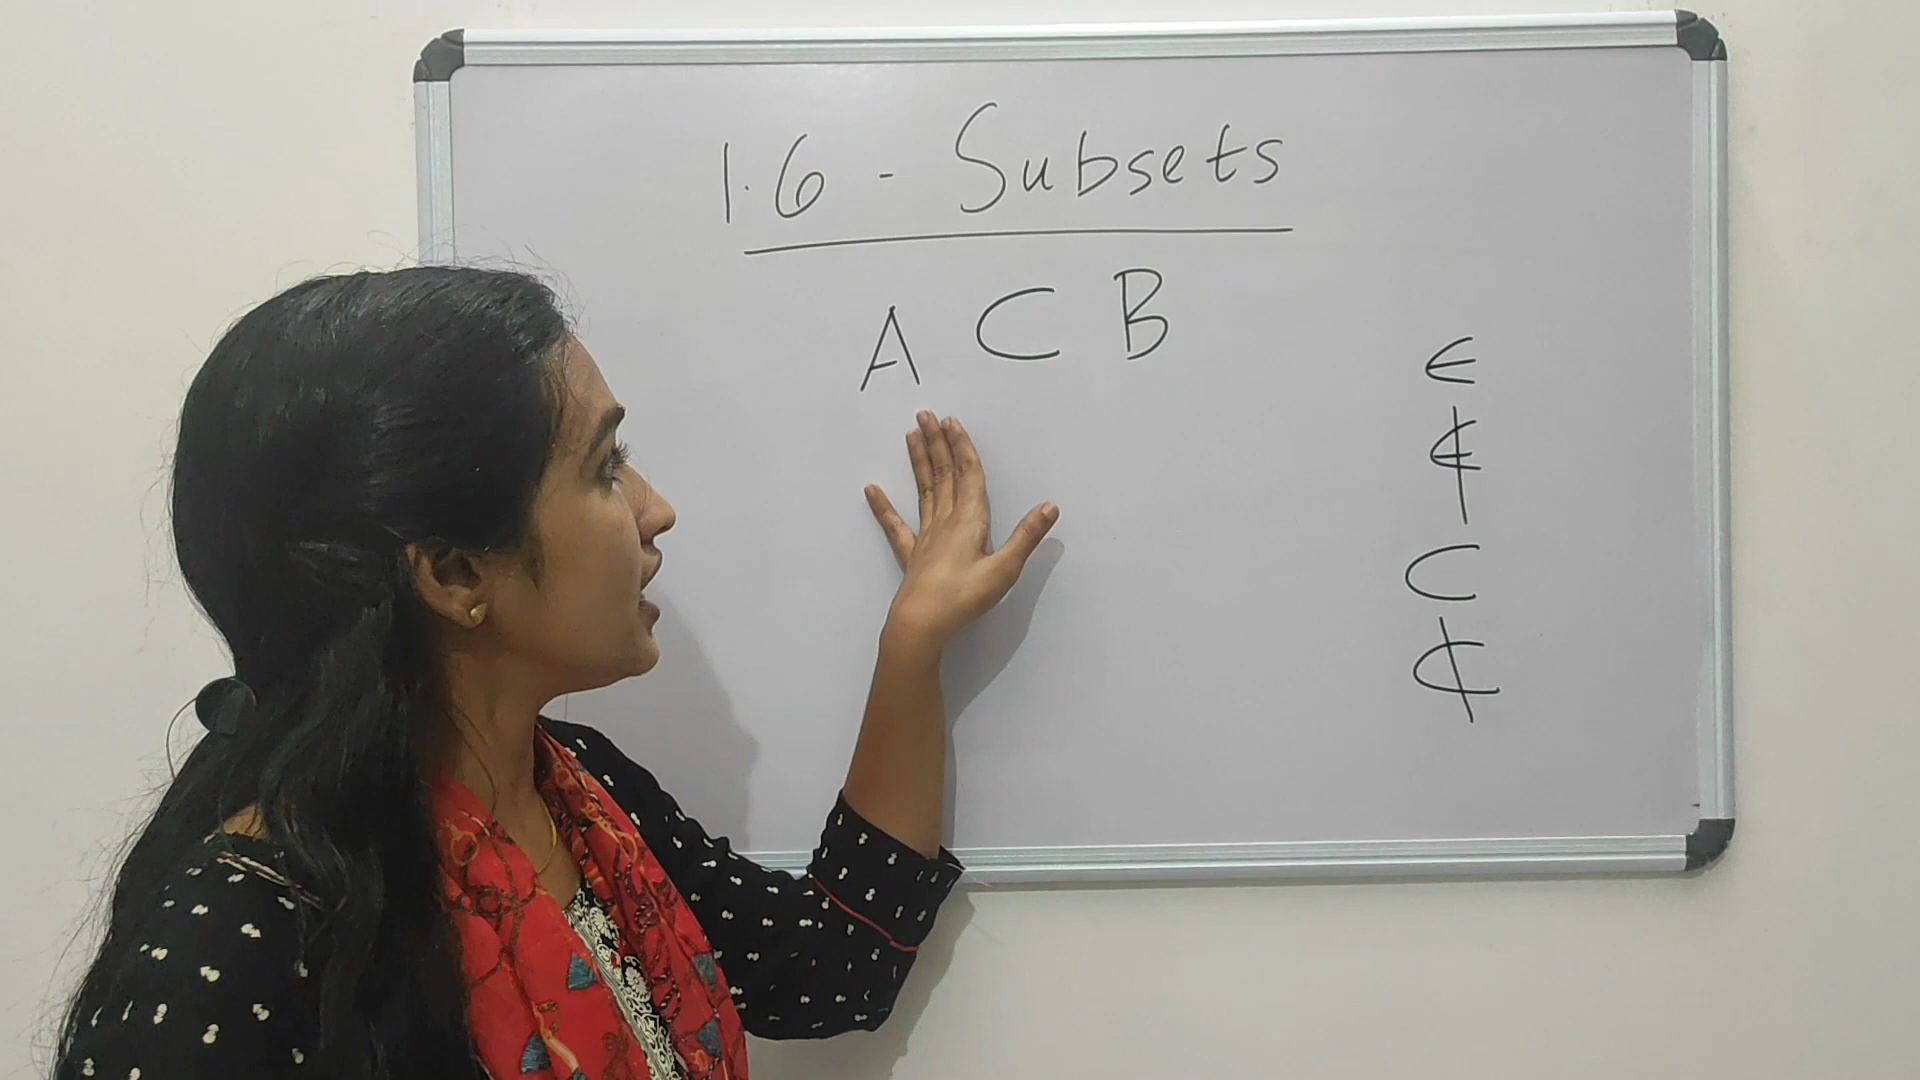 1.6 - Subsets
A ⊂ B
∈
∉
⊂
⊄